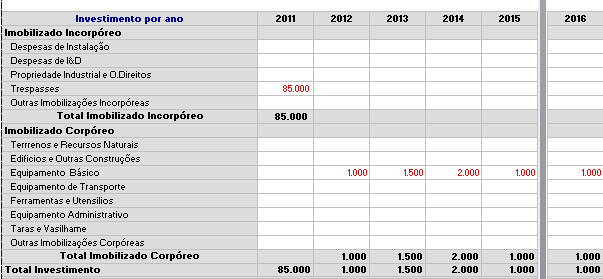 Investimento por ano 2011 2012 2013 2014 2015 2016
Imobilizado Incorpóreo
Despesas de Instalação
Despesas de I&D
Propriedade Industrial e O.Direitos
Trespasses 85.000
Outras Imobilizações Incorpóreas
Total Imobilizado Incorpóreo 85.000
Imobilizado Corpóreo
Terrrenos e Recursos Naturais
Edificios e Outras Construções
Equipamento Básico 1.000 1.500 2.000 1.000 1.000
Equipamento de Transporte
Ferramentas e Utensilios
Equipamento Administrativo
Taras e Vasilhame
Outras Imobilizações Corpóreas
Total Imobilizado Corpóreo 1.000 1.500 2.000 1.000 1.000
Total Investimento 85.000 1.000 1.500 2.000 1.000 1.000